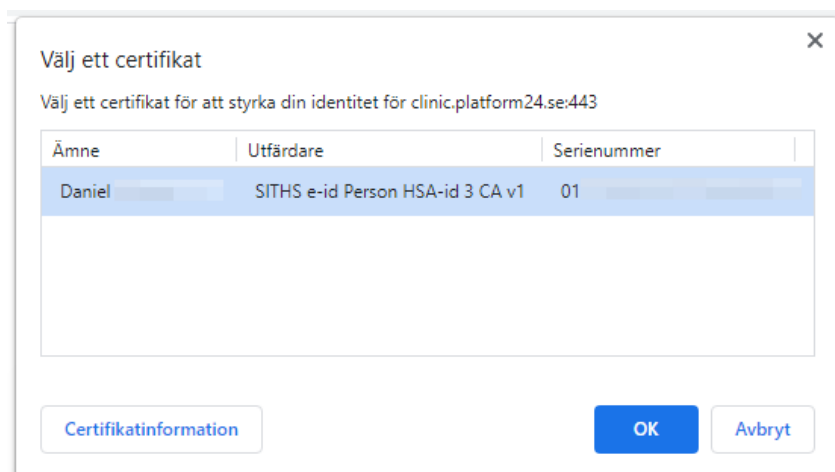 Välj ett certifikat
Välj ett certifikat för att styrka din identitet för clinic.platform24.se:443
Ämne Utfärdare Serienummer
Daniel SITHS e-id Person HSA-id 3 CA v1 01
Certifikatinformation OK Avbryt